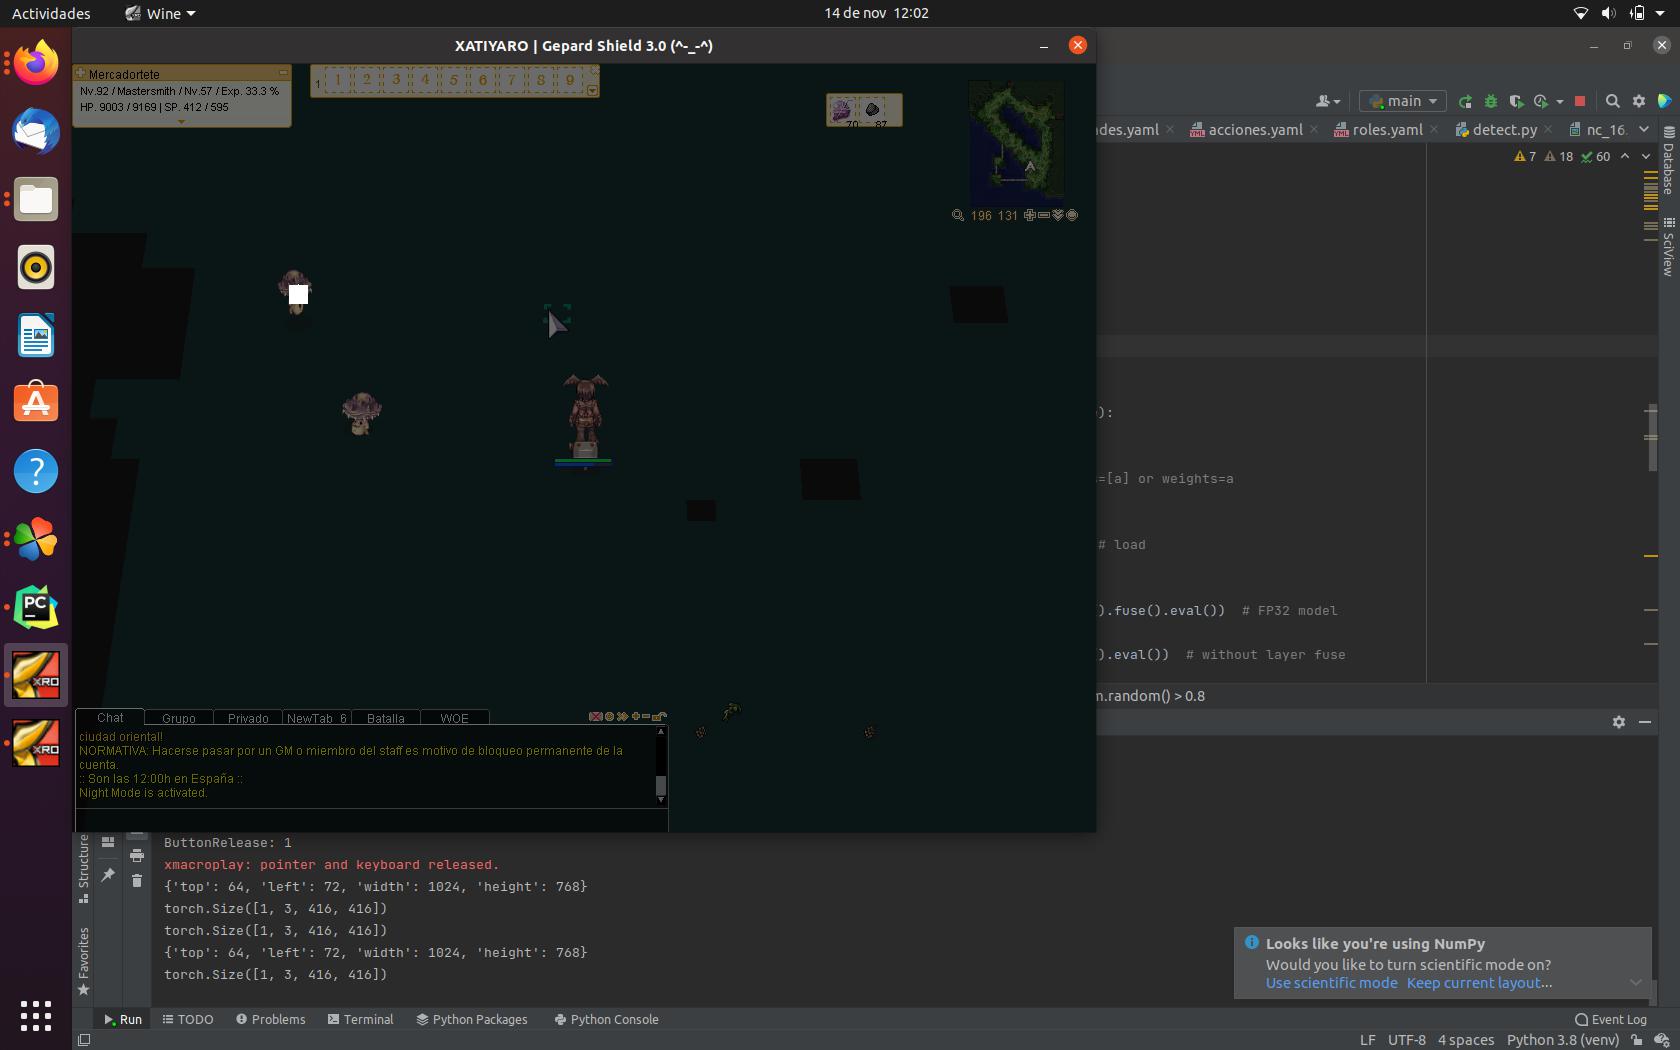 Actividades
Wine
14 de nov 12:02
XATIYARO | Gepard Shield 3.0 (^-_-^)
Mercadortete
Nv.92 / Mastersmith / Nv.57 / Exp. 33.3 %
HP. 9003 / 9169 | SP. 412 / 595
1 1 2 3 4 5 6 7 8 9
70 87
196 131
main
des.yaml
acciones.yaml
roles.yaml
detect.py
nc_16.
7 18 60
Database
SciView
):
=[a] or weights=a
# load
).fuse().eval()) # FP32 model
).eval()) # without layer fuse
m.random() > 0.8
PC
XRO
XRO
Chat Grupo Privado NewTab_6 Batalla WOE
ciudad oriental!
NORMATIVA: Hacerse pasar por un GM o miembro del staff es motivo de bloqueo permanente de la
cuenta.
:: Son las 12:00h en España ::
Night Mode is activated.
Structure
Favorites
ButtonRelease: 1
xmacroplay: pointer and keyboard released.
{'top': 64, 'left': 72, 'width': 1024, 'height': 768}
torch.Size([1, 3, 416, 416])
torch.Size([1, 3, 416, 416])
{'top': 64, 'left': 72, 'width': 1024, 'height': 768}
torch.Size([1, 3, 416, 416])
Looks like you're using NumPy
Would you like to turn scientific mode on?
Use scientific mode Keep current layout...
Run TODO Problems Terminal Python Packages Python Console
Event Log
LF UTF-8 4 spaces Python 3.8 (venv)